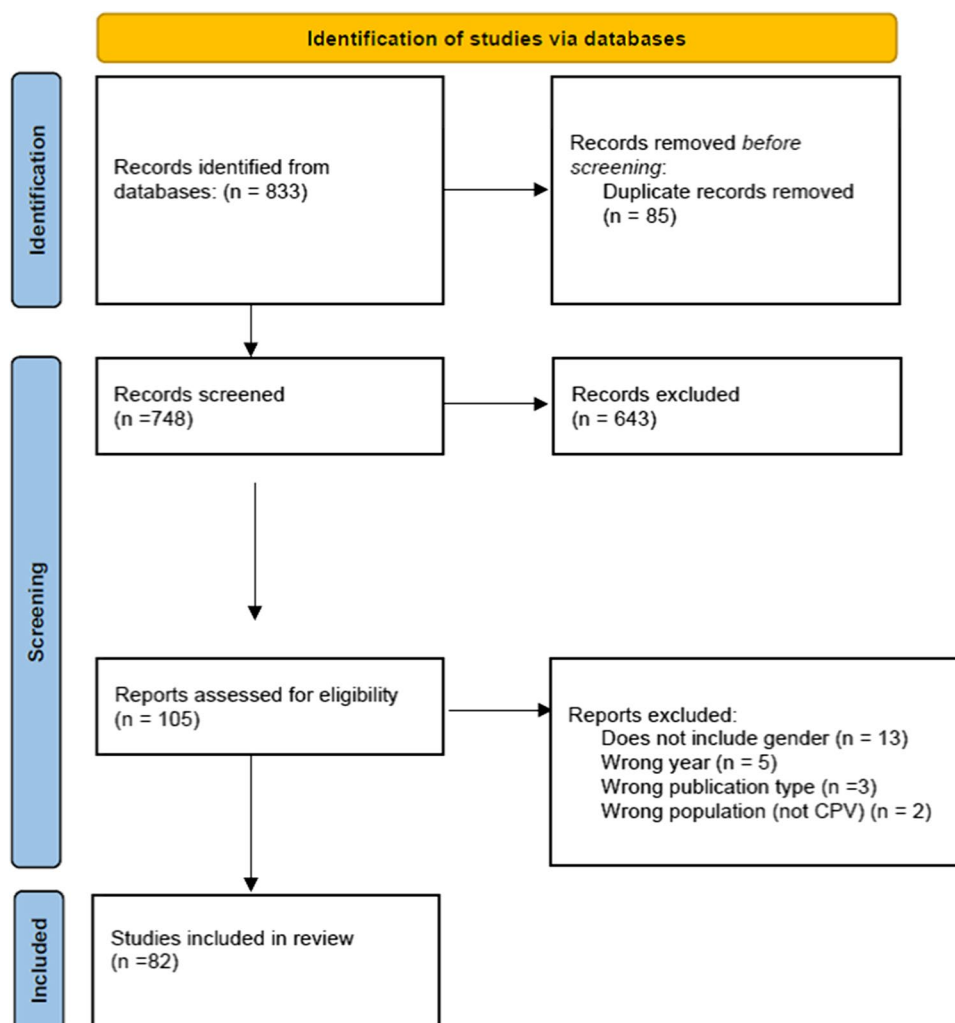 Identification of studies via databases
Identification
Records identified from
databases: (n = 833)
Records removed before
screening:
Duplicate records removed
(n = 85)
Screening
Records screened
(n =748)
Records excluded
(n = 643)
Reports assessed for eligibility
(n = 105)
Reports excluded:
Does not include gender (n = 13)
Wrong year (n = 5)
Wrong publication type (n =3)
Wrong population (not CPV) (n = 2)
Included
Studies included in review
(n =82)